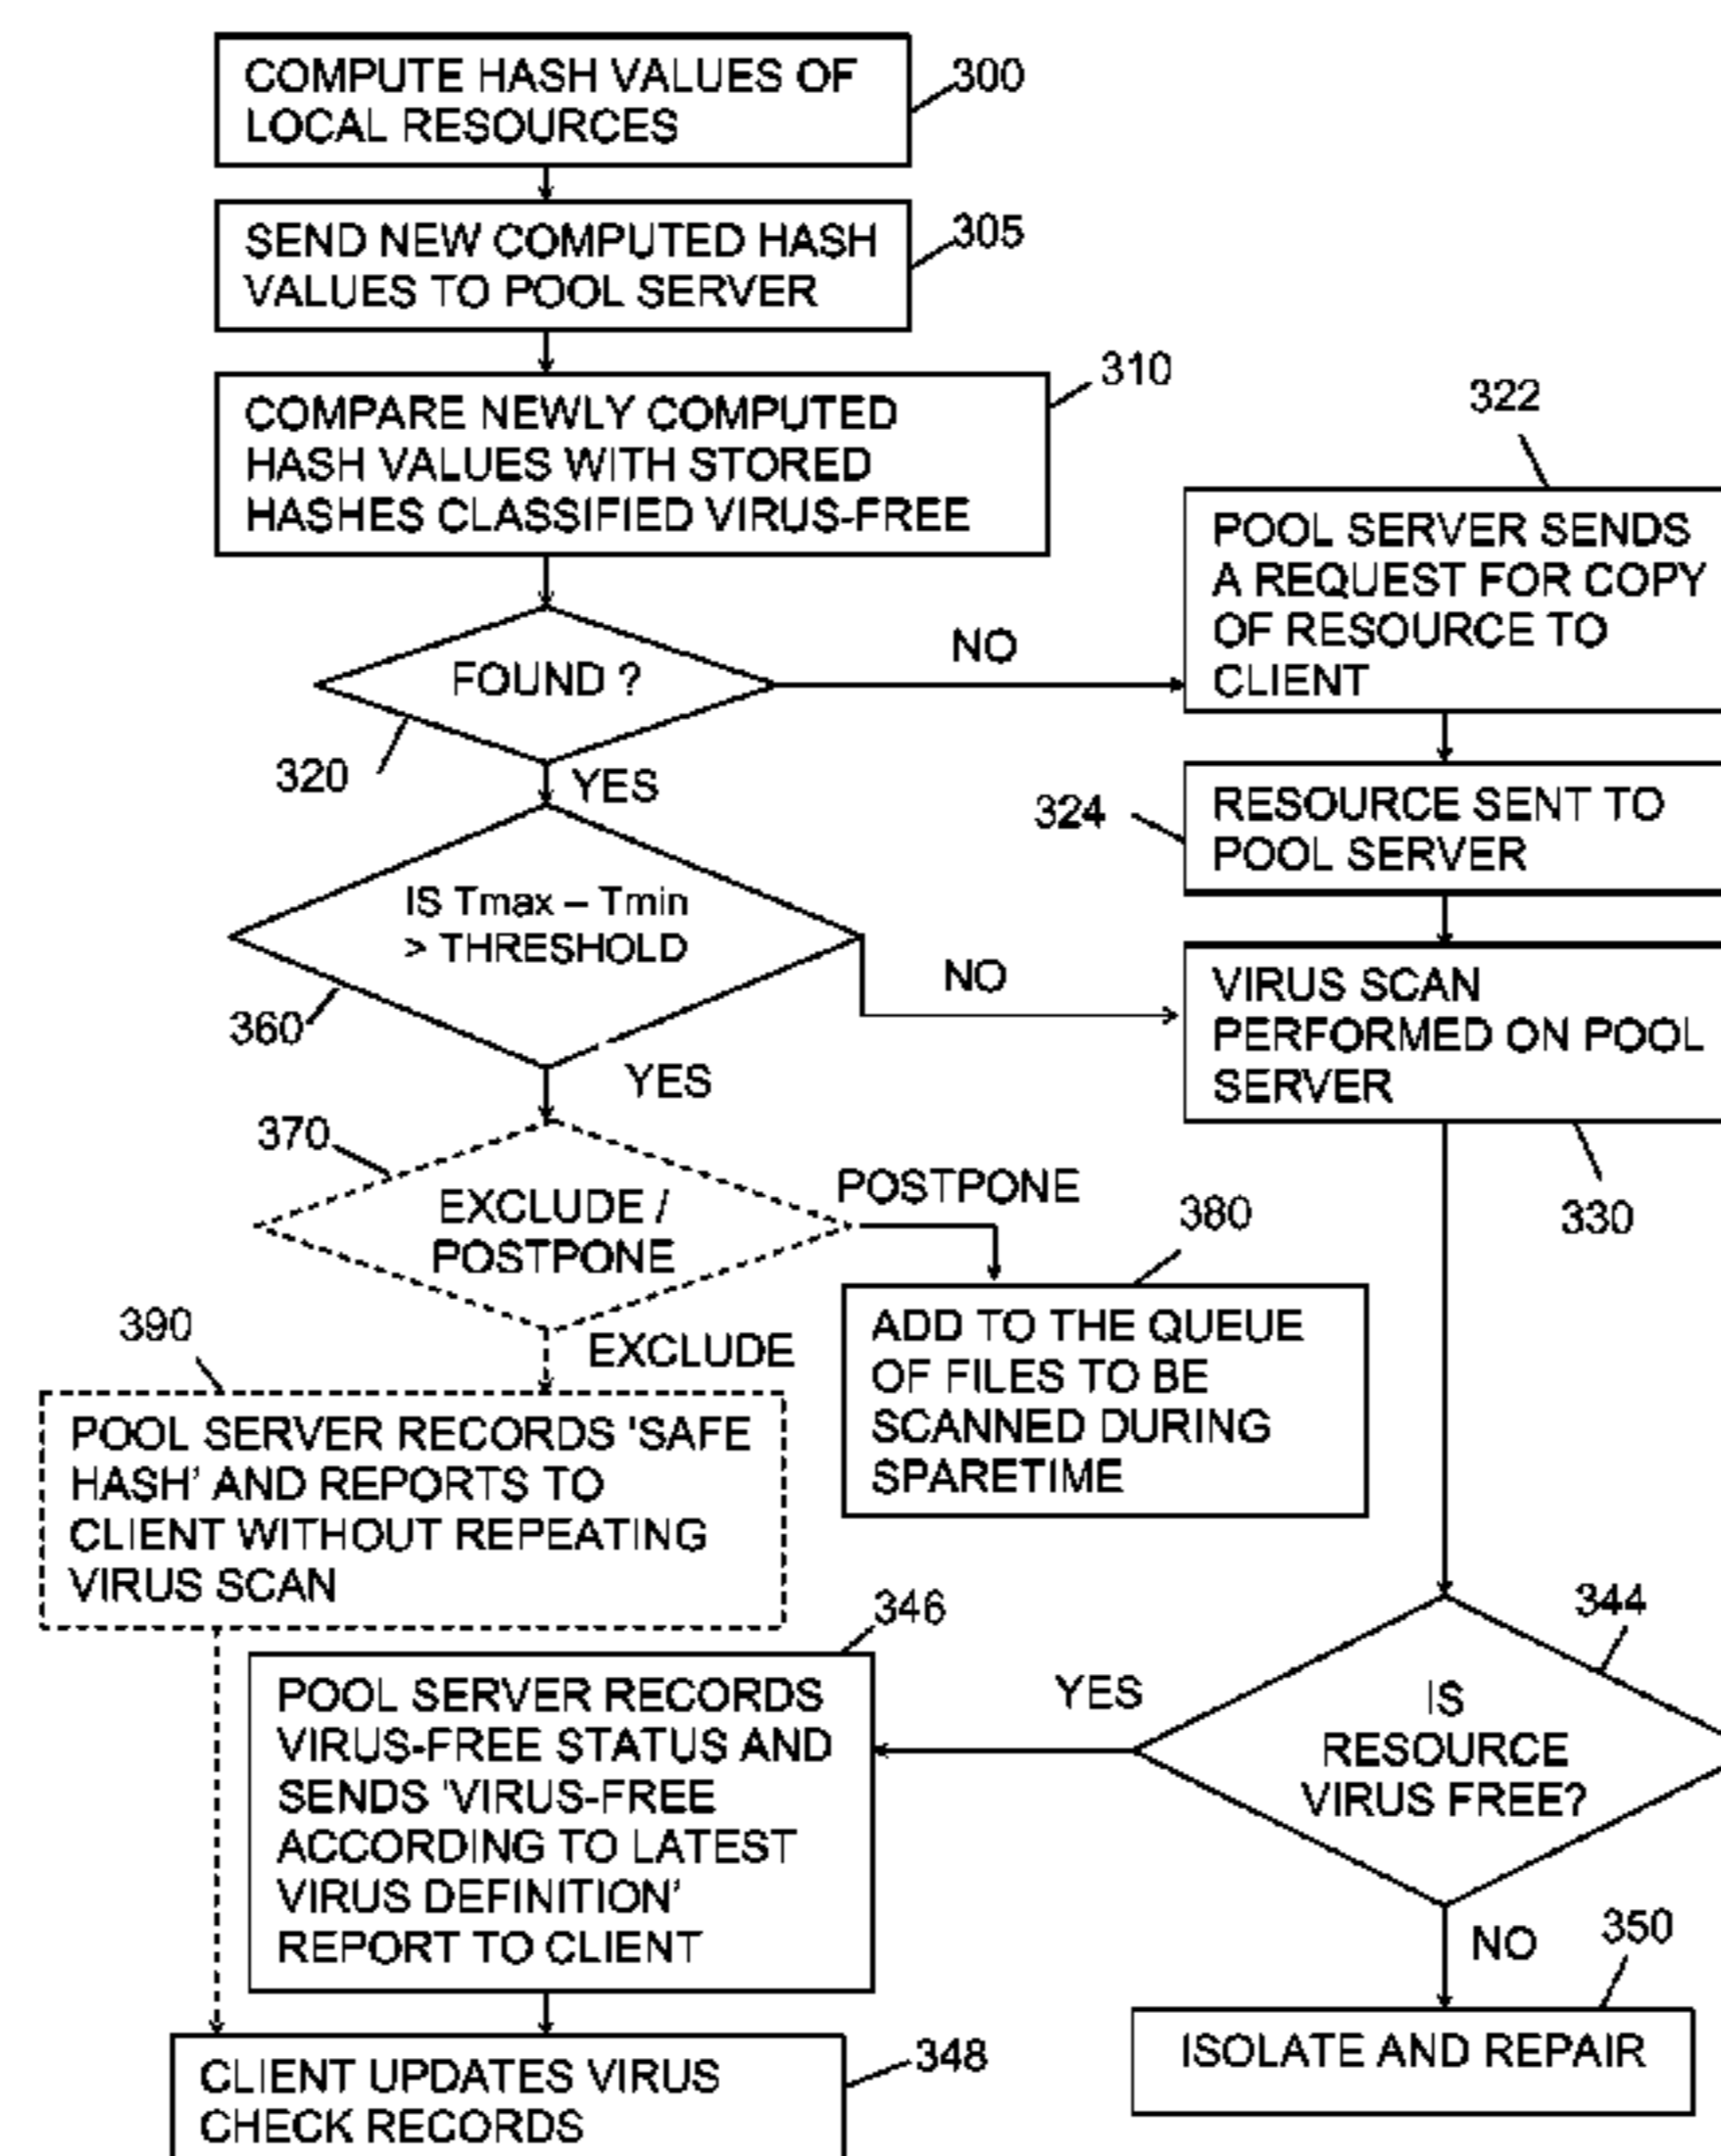 COMPUTE HASH VALUES OF
LOCAL RESOURCES
300
SEND NEW COMPUTED HASH
VALUES TO POOL SERVER
305
COMPARE NEWLY COMPUTED
HASH VALUES WITH STORED
HASHES CLASSIFIED VIRUS-FREE
310
322
POOL SERVER SENDS
A REQUEST FOR COPY
OF RESOURCE TO
CLIENT
FOUND ?
NO
320
YES
324
RESOURCE SENT TO
POOL SERVER
IS Tmax – Tmin
> THRESHOLD
NO
360
YES
VIRUS SCAN
PERFORMED ON POOL
SERVER
330
370
EXCLUDE /
POSTPONE
POSTPONE
380
EXCLUDE
ADD TO THE QUEUE
OF FILES TO BE
SCANNED DURING
SPARETIME
390
POOL SERVER RECORDS 'SAFE
HASH' AND REPORTS TO
CLIENT WITHOUT REPEATING
VIRUS SCAN
346
POOL SERVER RECORDS
VIRUS-FREE STATUS AND
SENDS 'VIRUS-FREE
ACCORDING TO LATEST
VIRUS DEFINITION'
REPORT TO CLIENT
YES
344
IS
RESOURCE
VIRUS FREE?
NO
350
ISOLATE AND REPAIR
348
CLIENT UPDATES VIRUS
CHECK RECORDS